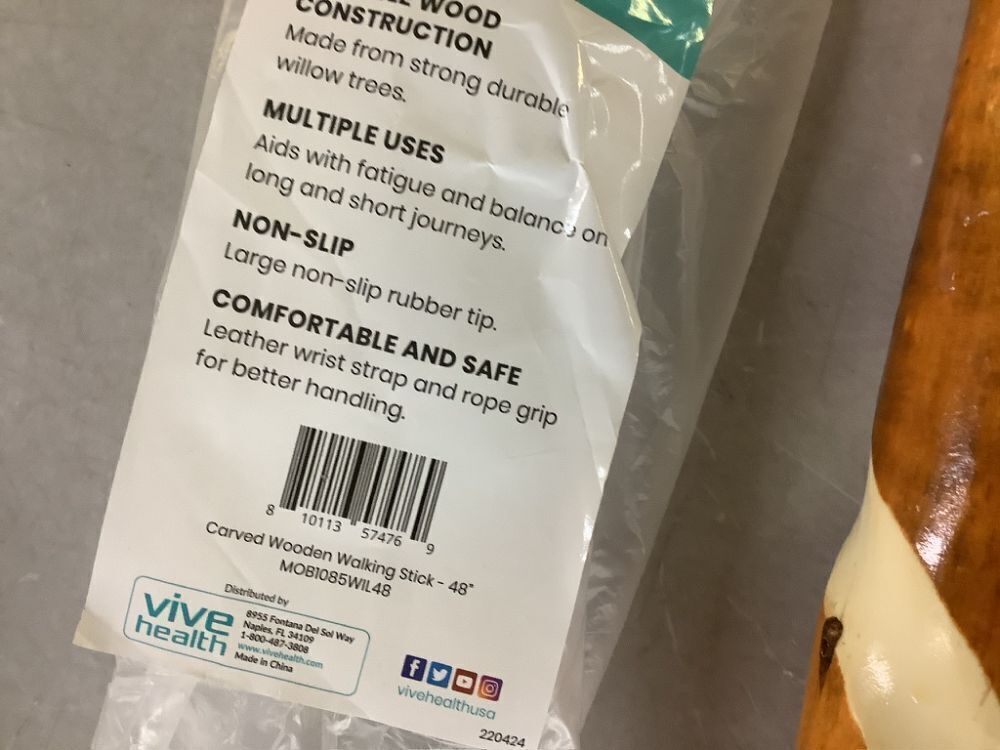 WOOD
CONSTRUCTION
Made from strong durable
willow trees.
MULTIPLE USES
Aids with fatigue and balance on
long and short journeys.
NON-SLIP
Large non-slip rubber tip.
COMFORTABLE AND SAFE
Leather wrist strap and rope grip
for better handling.
8 10113 57476 9
Carved Wooden Walking Stick - 48"
MOB1085WIL48
Distributed by
vive
health
8955 Fontana Del Sol Way
Naples, FL 34109
1-800-487-3808
www.vivehealth.com
Made in China
vivehealthusa
220424